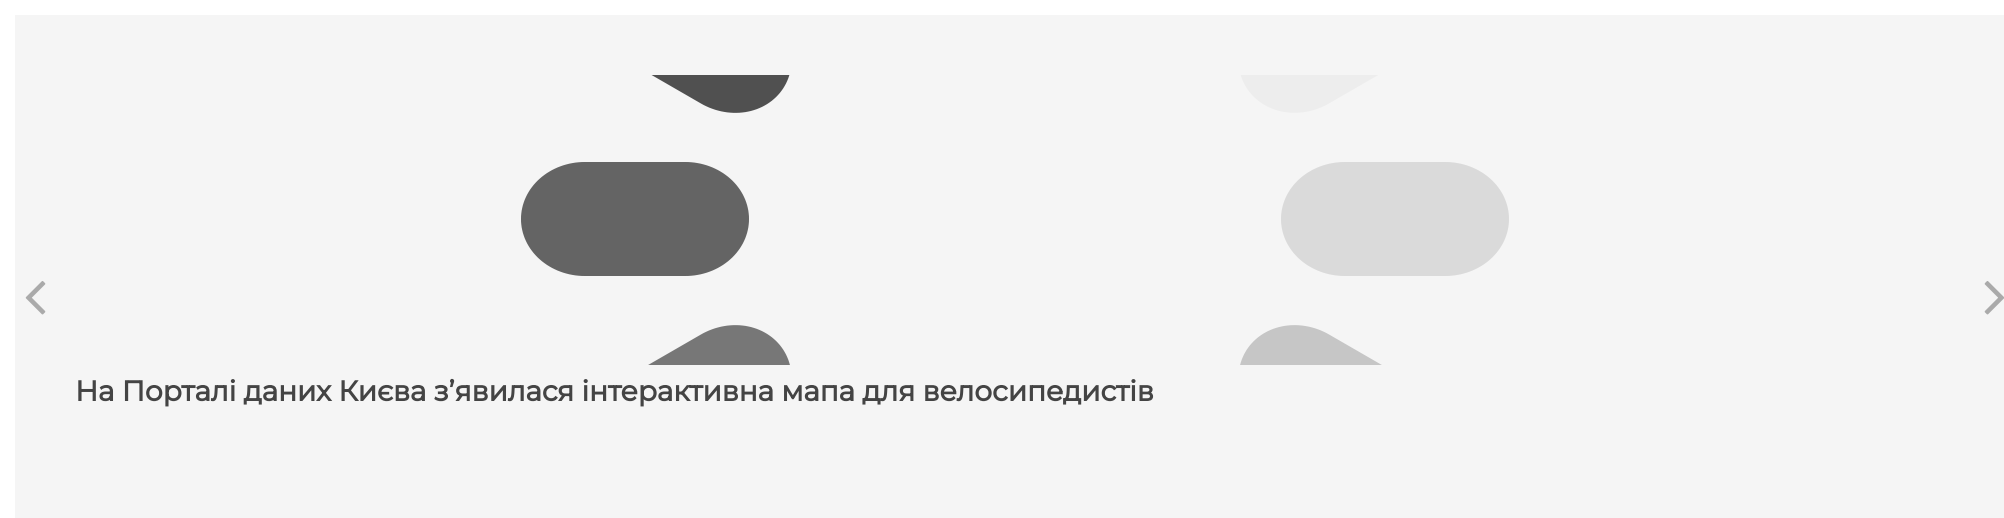 На Порталі даних Києва з’явилася інтерактивна мапа для велосипедистів